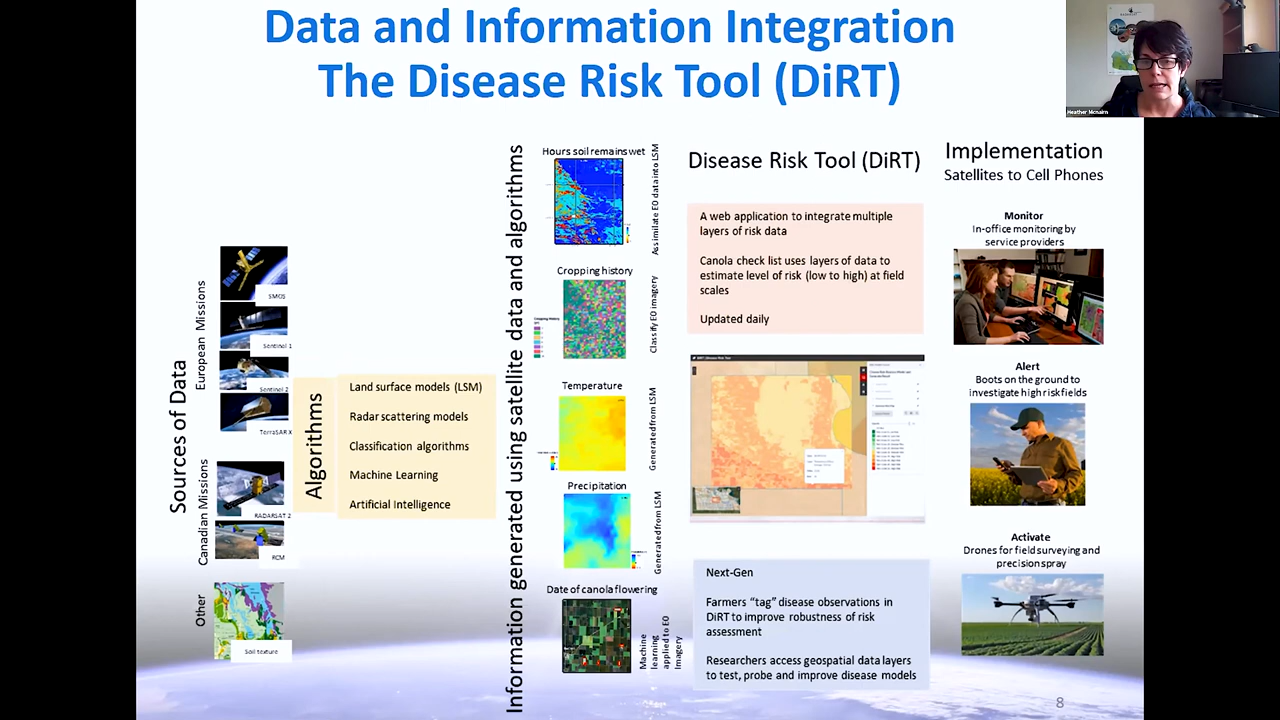 Data and Information Integration
The Disease Risk Tool (DiRT)
Heather Mcnairn
Sources of Data
European Missions
SMOS
Sentinel 1
Sentinel 2
TerraSAR X
Canadian Missions
RADARSAT 2
RCM
Other
Soil texture
Algorithms
Land surface models (LSM)
Radar scattering models
Classification algorithms
Machine Learning
Artificial Intelligence
Information generated using satellite data and algorithms
Hours soil remains wet
Assimilate EO data into LSM
Cropping history
Classify EO imagery
Temperature
Generated from LSM
Precipitation
Generated from LSM
Date of canola flowering
Machine
learning
applied to EO
Imagery
Disease Risk Tool (DiRT)
A web application to integrate multiple
layers of risk data
Canola check list uses layers of data to
estimate level of risk (low to high) at field
scales
Updated daily
Next-Gen
Farmers “tag” disease observations in
DiRT to improve robustness of risk
assessment
Researchers access geospatial data layers
to test, probe and improve disease models
Implementation
Satellites to Cell Phones
Monitor
In-office monitoring by
service providers
Alert
Boots on the ground to
investigate high risk fields
Activate
Drones for field surveying and
precision spray
8